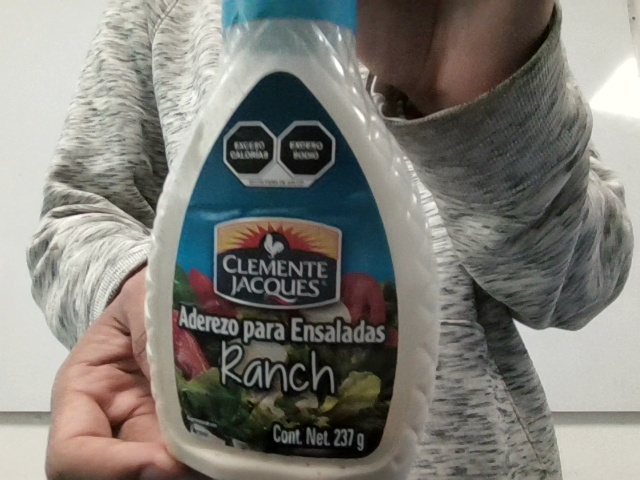 EXCESO CALORÍAS
EXCESO SODIO
CLEMENTE
JACQUES
Aderezo para Ensaladas
Ranch
Cont. Net. 237 g